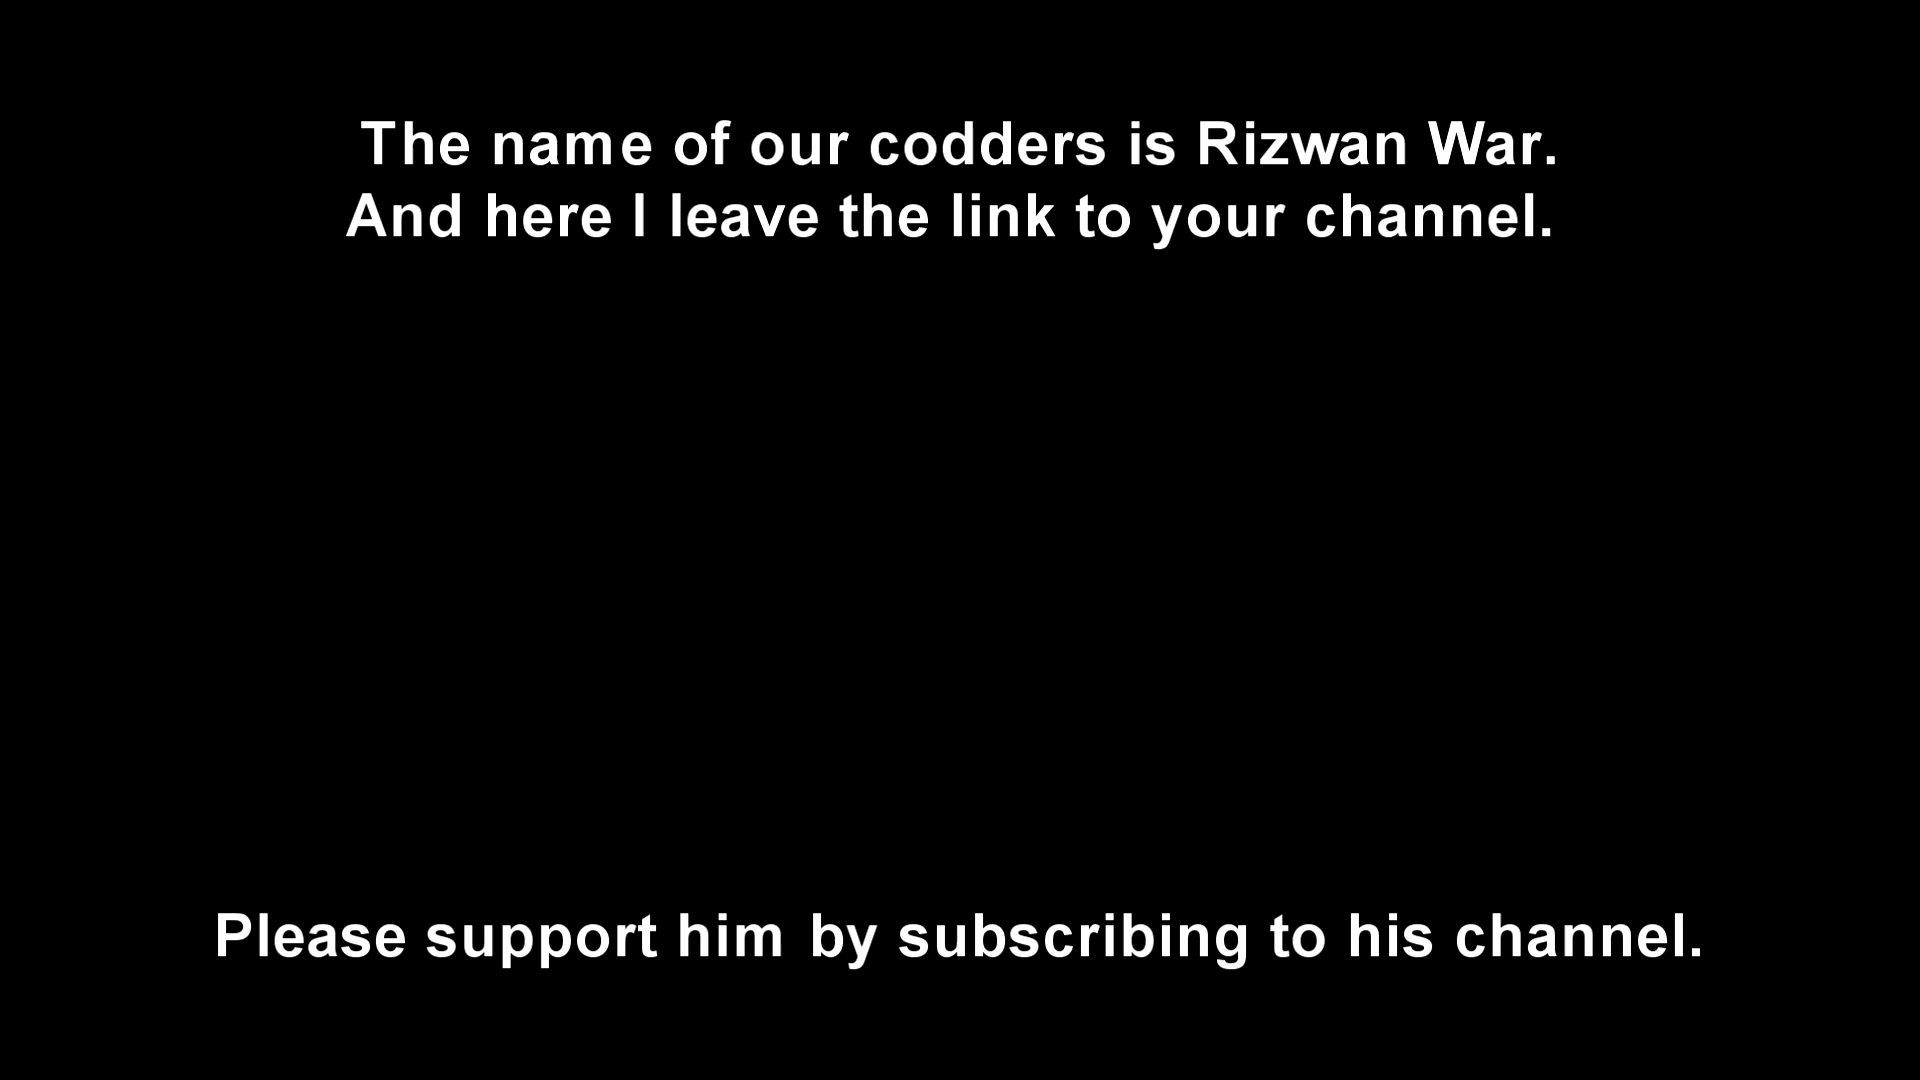 The name of our codders is Rizwan War.
And here I leave the link to your channel.
Please support him by subscribing to his channel.